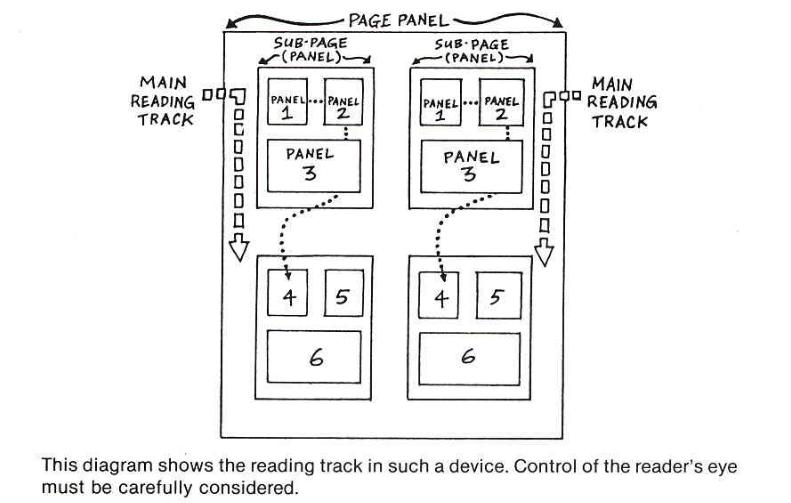 PAGE PANEL
SUB-PAGE
(PANEL)
SUB-PAGE
(PANEL)
MAIN
READING
TRACK
MAIN
READING
TRACK
PANEL
1
PANEL
2
PANEL
3
4
5
6
PANEL
1
PANEL
2
PANEL
3
4
5
6
This diagram shows the reading track in such a device. Control of the reader's eye
must be carefully considered.